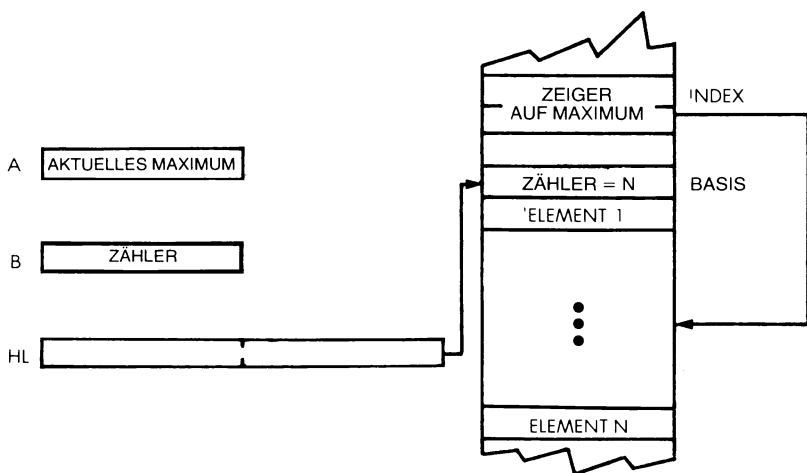 ZEIGER
AUF MAXIMUM
INDEX
A
AKTUELLES MAXIMUM
ZÄHLER = N
BASIS
ELEMENT 1
B
ZÄHLER
HL
ELEMENT N